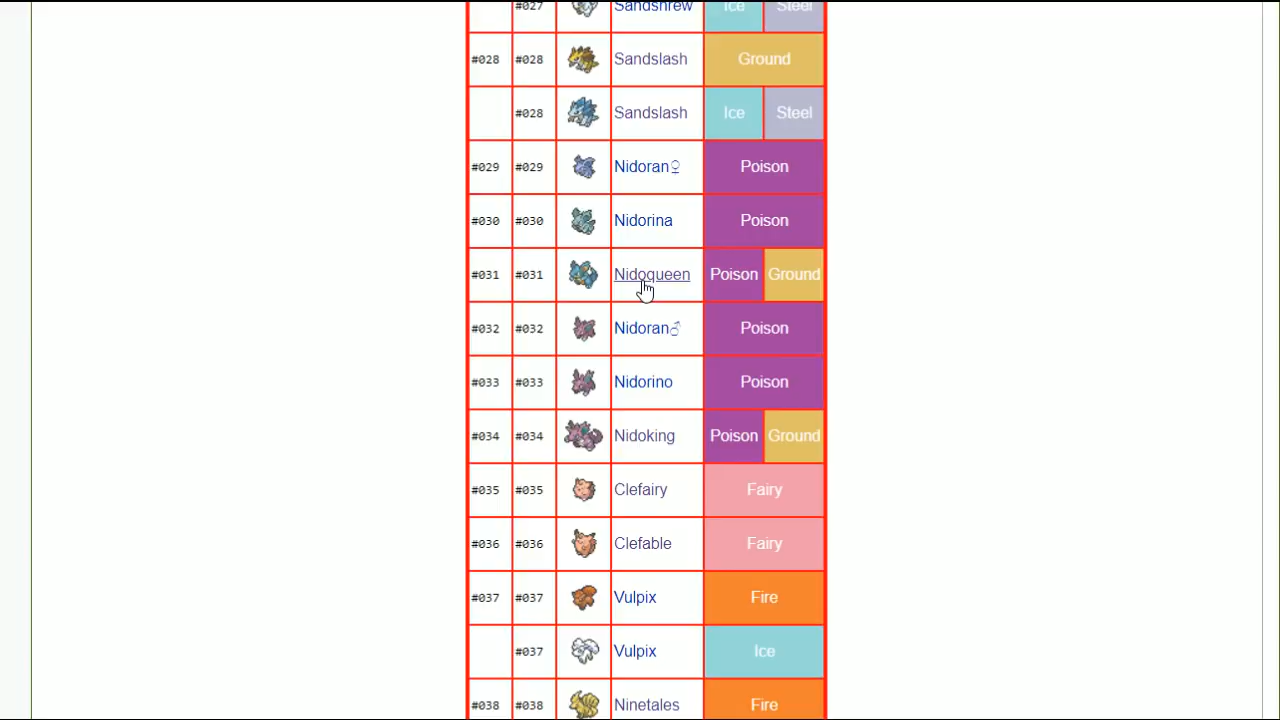 #027 Sandshrew Ice Steel
#028 #028 Sandslash Ground
#028 Sandslash Ice Steel
#029 #029 Nidoran♀ Poison
#030 #030 Nidorina Poison
#031 #031 Nidoqueen Poison Ground
#032 #032 Nidoran♂ Poison
#033 #033 Nidorino Poison
#034 #034 Nidoking Poison Ground
#035 #035 Clefairy Fairy
#036 #036 Clefable Fairy
#037 #037 Vulpix Fire
#037 Vulpix Ice
#038 #038 Ninetales Fire